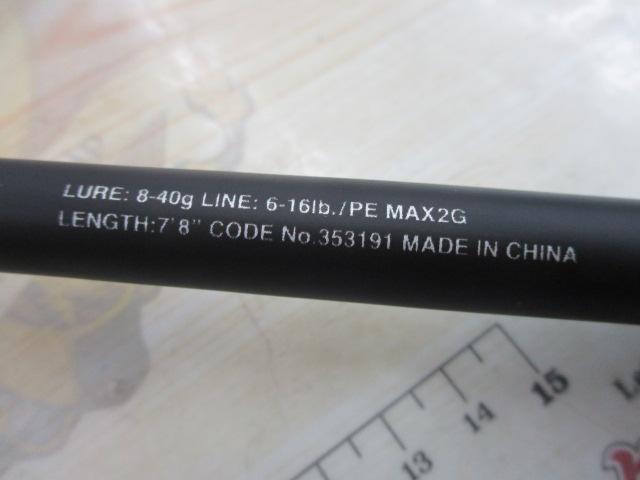 LURE: 8-40g LINE: 6-16lb./PE MAX2G
LENGTH:7'8" CODE No.353191 MADE IN CHINA
13 14 15